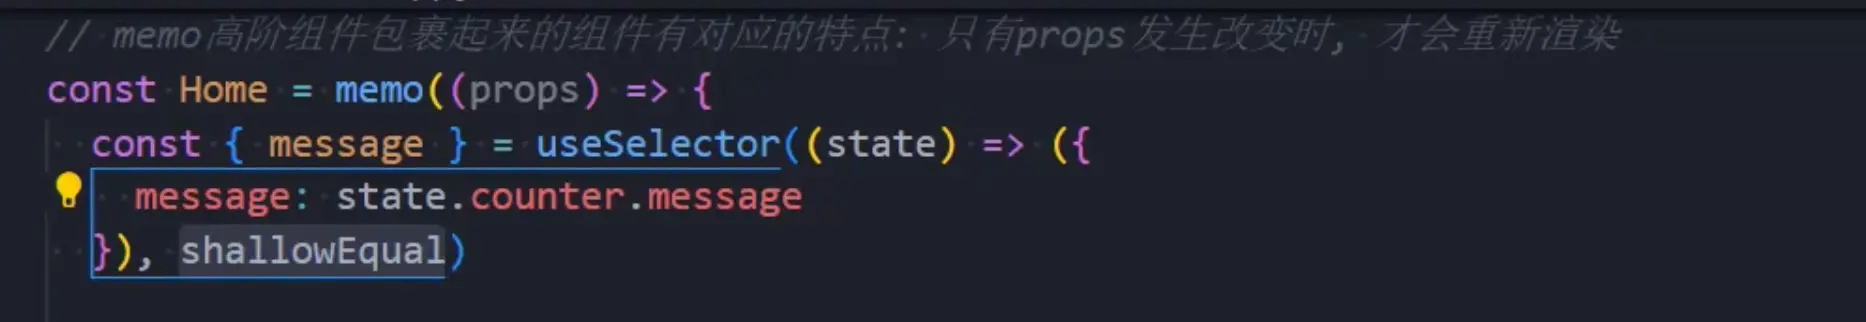 // memo高阶组件包裹起来的组件有对应的特点: 只有props发生改变时, 才会重新渲染
const Home = memo((props) => {
const { message } = useSelector((state) => ({
message: state.counter.message
}), shallowEqual)